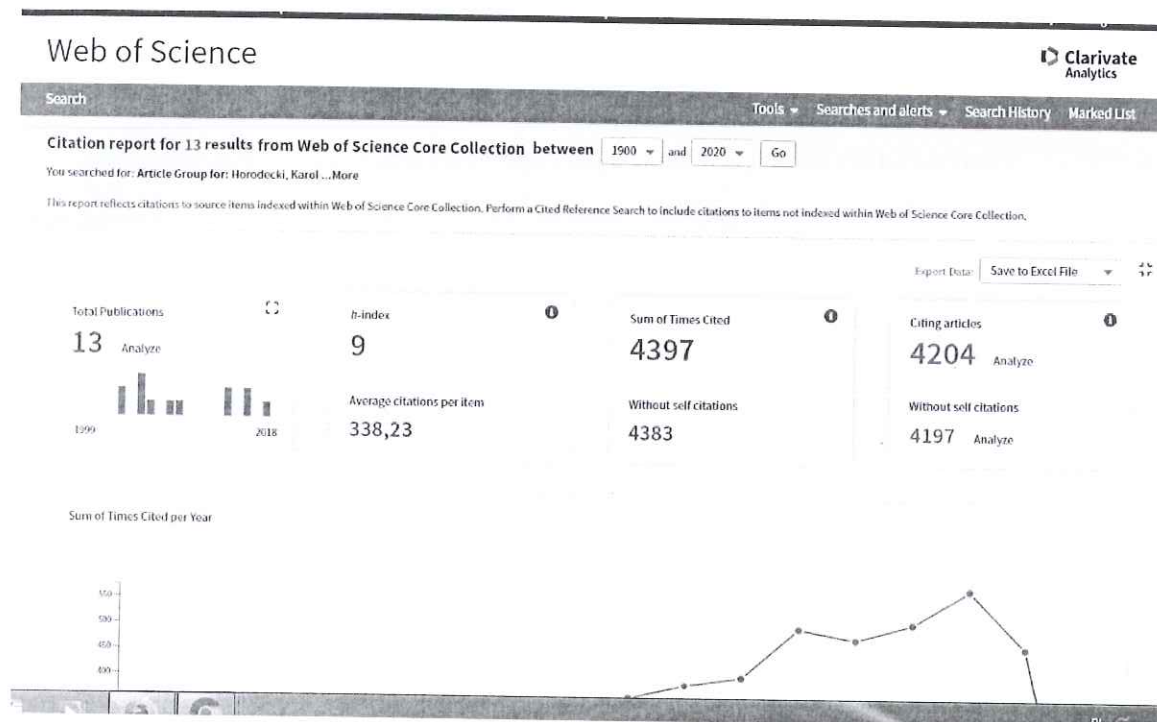 Web of Science
Clarivate
Analytics
Search
Tools
Searches and alerts
Search History
Marked List
Citation report for 13 results from Web of Science Core Collection between 1900 and 2020 Go
You searched for: Article Group for: Horodecki, Karol ...More
This report reflects citations to source items indexed within Web of Science Core Collection. Perform a Cited Reference Search to include citations to items not indexed within Web of Science Core Collection.
Export Data: Save to Excel File
Total Publications
13 Analyze
1999
2018
h-index
9
Average citations per item
338,23
Sum of Times Cited
4397
Without self citations
4383
Citing articles
4204 Analyze
Without self citations
4197 Analyze
Sum of Times Cited per Year
550
500
450
400